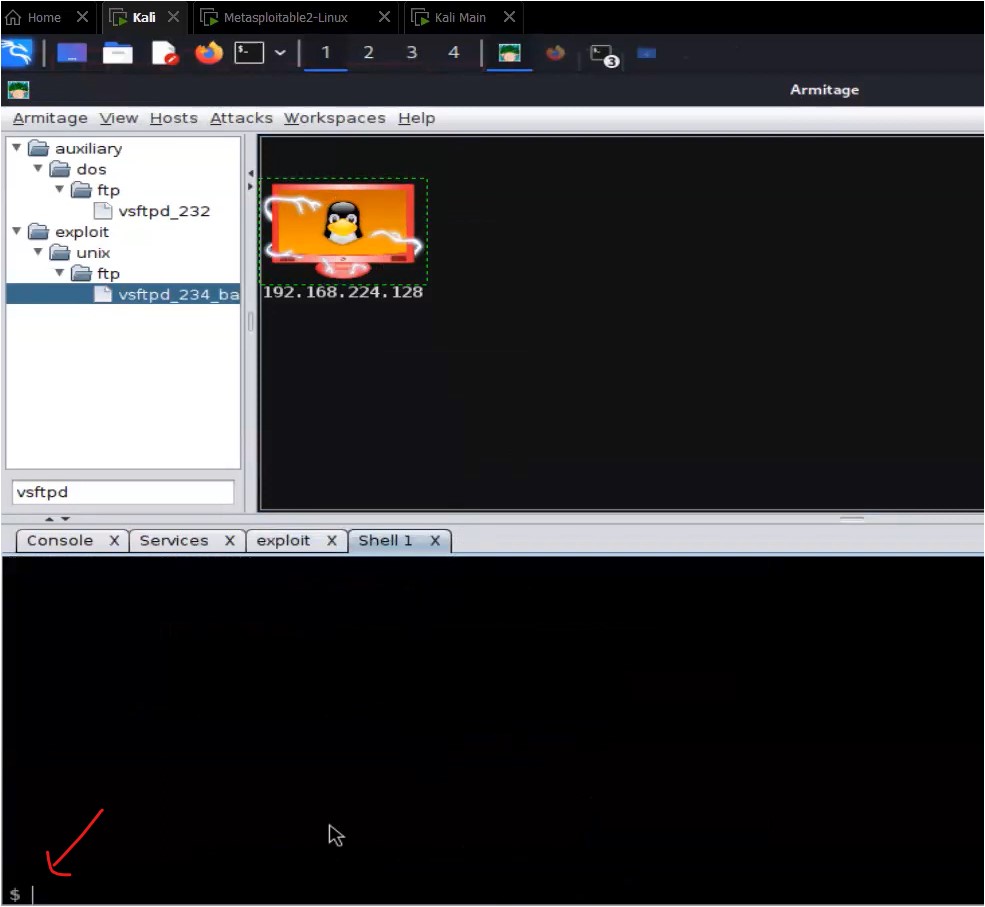 Home Kali Metasploitable2-Linux Kali Main
$- 1 2 3 4 $- 3
Armitage
Armitage View Hosts Attacks Workspaces Help
auxiliary
dos
ftp
vsftpd_232
exploit
unix
ftp
vsftpd_234_ba
192.168.224.128
vsftpd
Console X Services X exploit X Shell 1 X
$